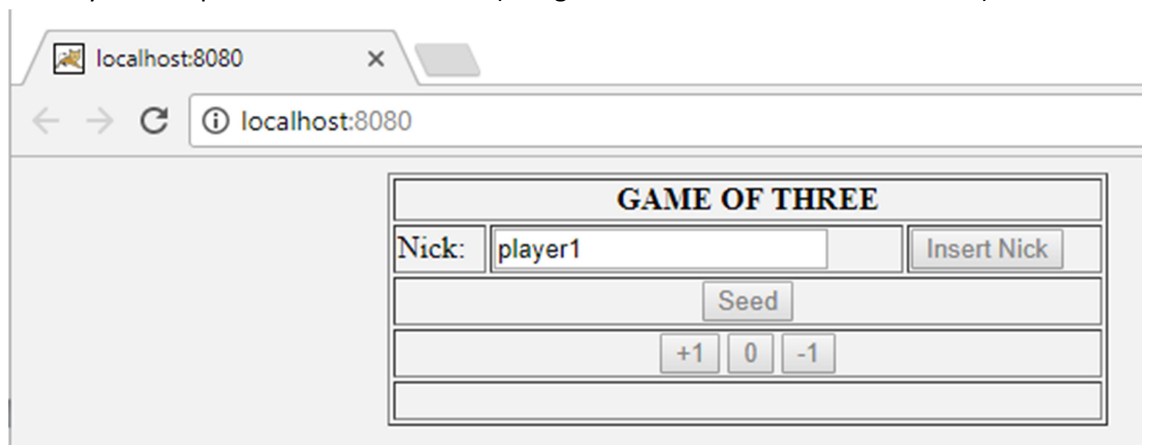 localhost:8080
localhost:8080
GAME OF THREE
Nick: player1 Insert Nick
Seed
+1 0 -1